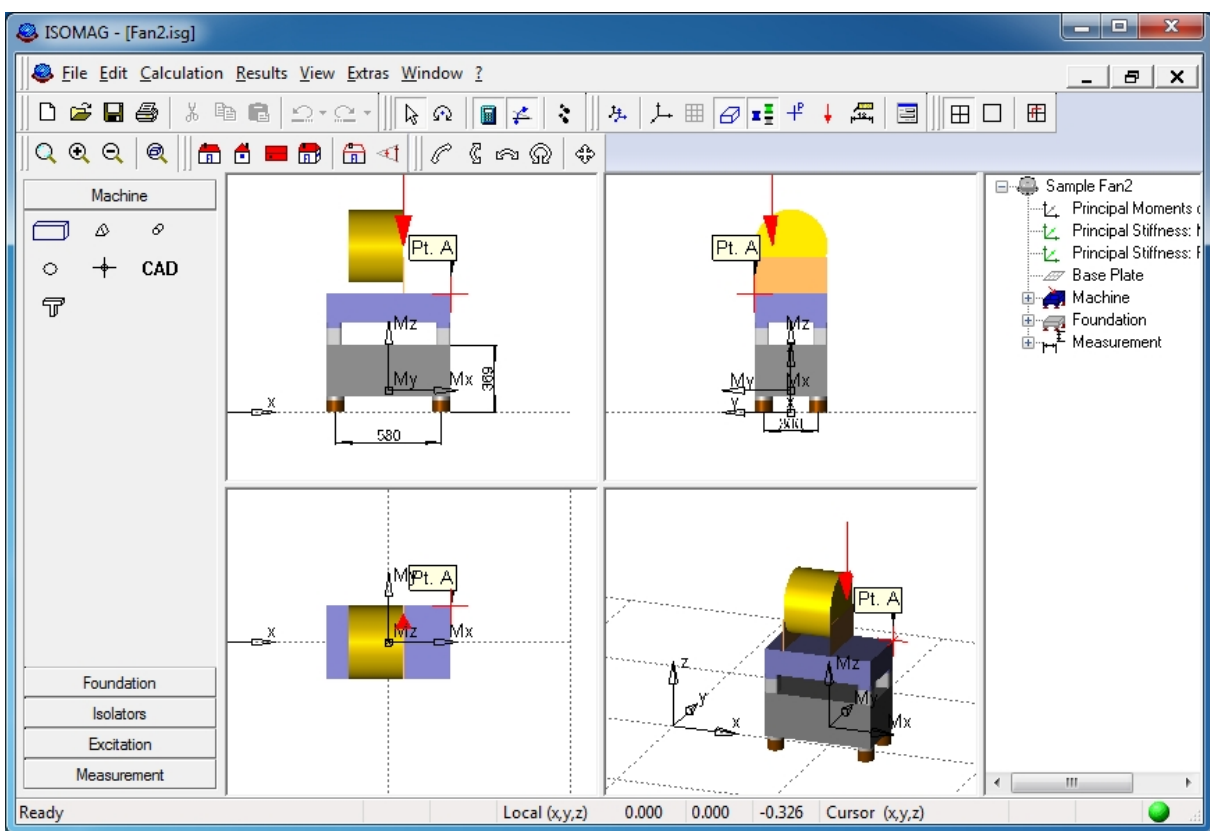 ISOMAG - [Fan2.isg]
File Edit Calculation Results View Extras Window ?
Machine
CAD
Foundation
Isolators
Excitation
Measurement
Pt. A
Mz
My
Mx
x
369
580
Pt. A
Mz
My
Mx
y
x
300
Pt. A
My
Mz
Mx
x
Pt. A
Mz
My
Mx
z
y
x
Sample Fan2
Principal Moments
Principal Stiffness:
Principal Stiffness:
Base Plate
Machine
Foundation
Measurement
Ready
Local (x,y,z) 0.000 0.000 -0.326 Cursor (x,y,z)